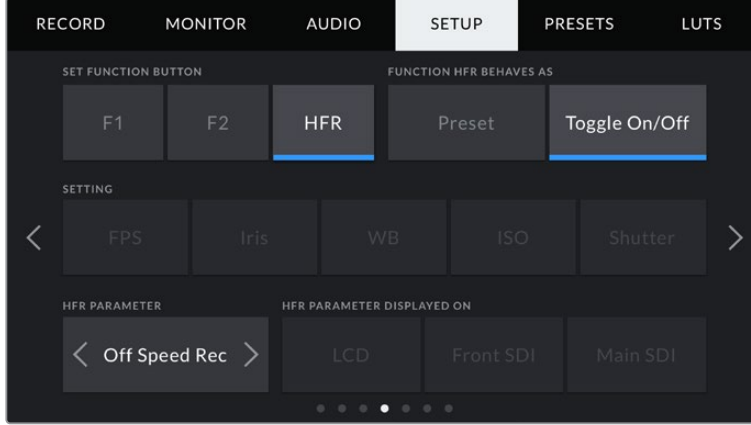 RECORD MONITOR AUDIO SETUP PRESETS LUTS
SET FUNCTION BUTTON FUNCTION HFR BEHAVES AS
F1 F2 HFR Preset Toggle On/Off
SETTING
FPS Iris WB ISO Shutter
HFR PARAMETER HFR PARAMETER DISPLAYED ON
Off Speed Rec LCD Front SDI Main SDI